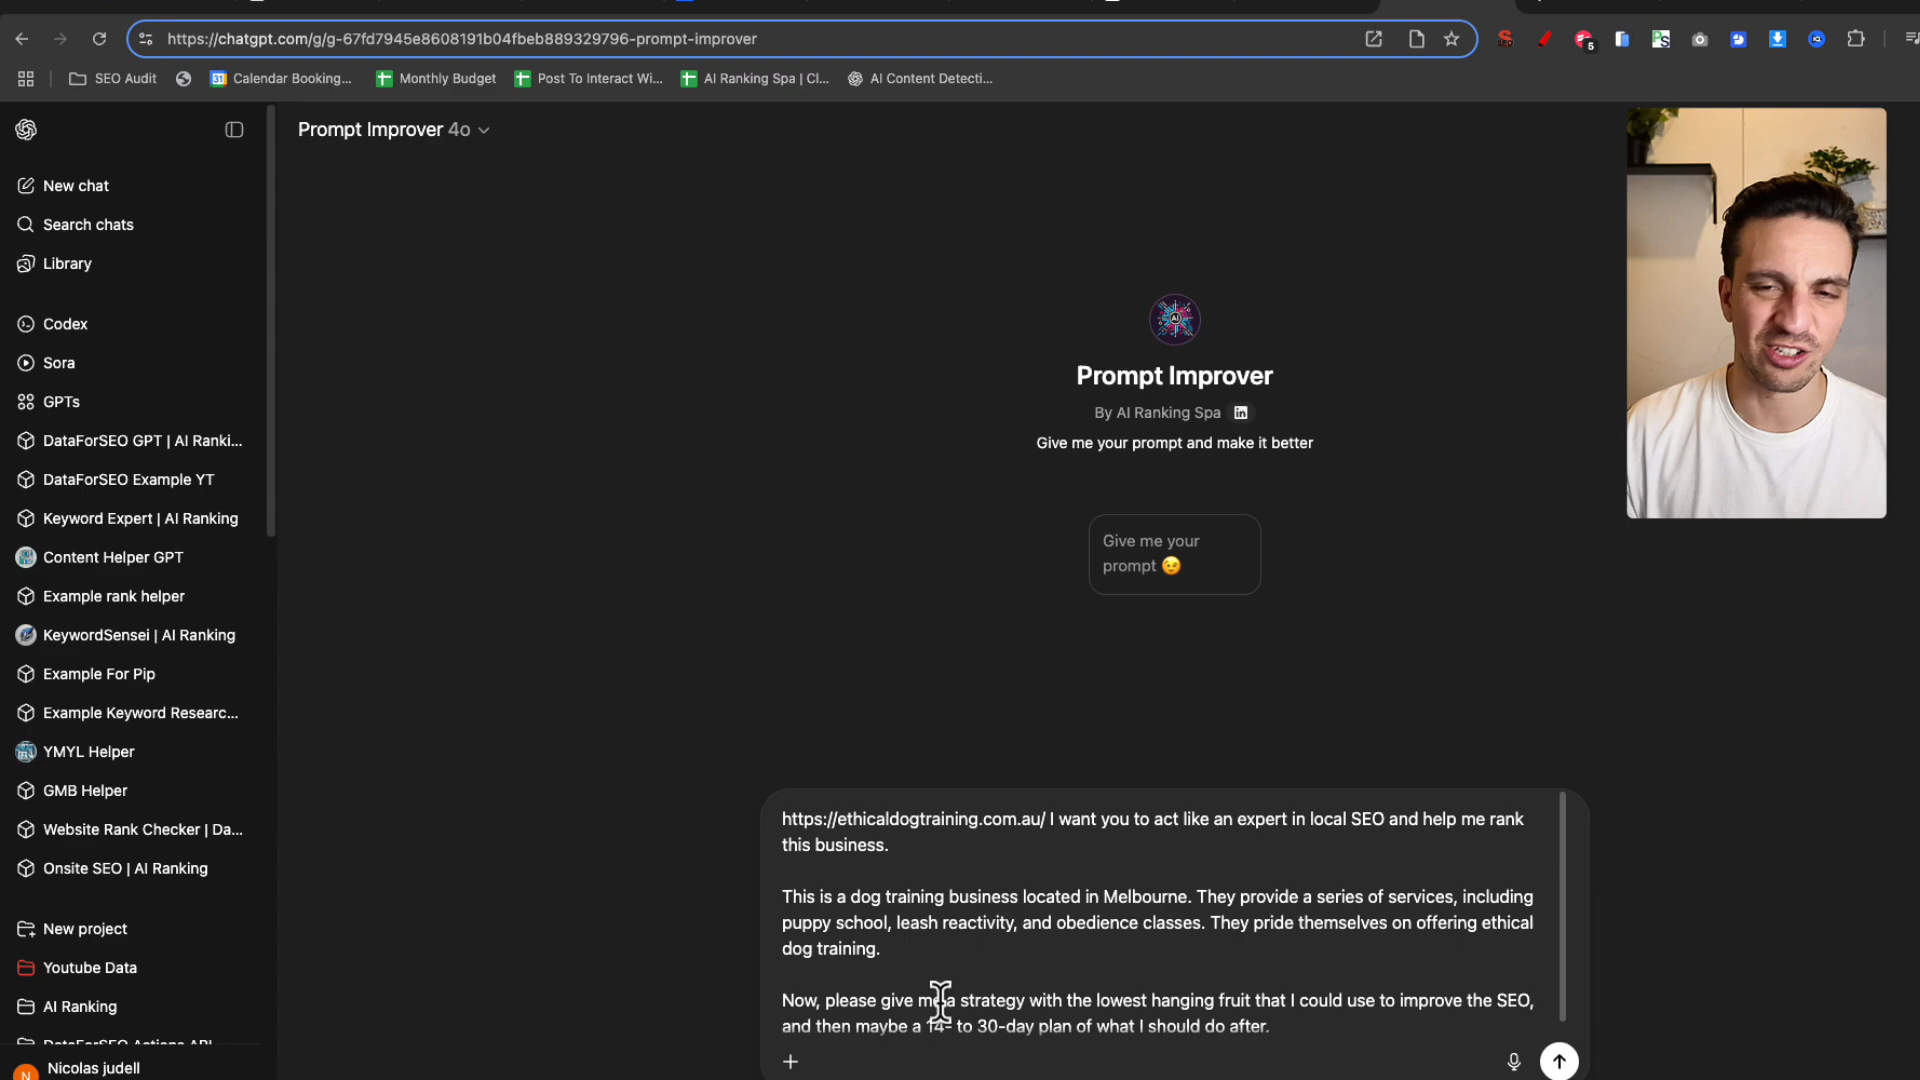 https://chatgpt.com/g/g-67fd7945e8608191b04fbeb889329796-prompt-improver
5
SEO Audit
31
Calendar Booking...
Monthly Budget
Post To Interact Wi...
AI Ranking Spa | Cl...
AI Content Detecti...
Prompt Improver 4o
New chat
Search chats
Library
Codex
Sora
GPTs
DataForSEO GPT | AI Ranki...
DataForSEO Example YT
Keyword Expert | AI Ranking
Content Helper GPT
Example rank helper
KeywordSensei | AI Ranking
Example For Pip
Example Keyword Researc...
YMYL Helper
GMB Helper
Website Rank Checker | Da...
Onsite SEO | AI Ranking
New project
Youtube Data
AI Ranking
DataForSEO Actions API
N
Nicolas judell
AI
Prompt Improver
By AI Ranking Spa
in
Give me your prompt and make it better
Give me your
prompt 😉
https://ethicaldogtraining.com.au/ I want you to act like an expert in local SEO and help me rank
this business.
This is a dog training business located in Melbourne. They provide a series of services, including
puppy school, leash reactivity, and obedience classes. They pride themselves on offering ethical
dog training.
Now, please give me a strategy with the lowest hanging fruit that I could use to improve the SEO,
and then maybe a 14- to 30-day plan of what I should do after.